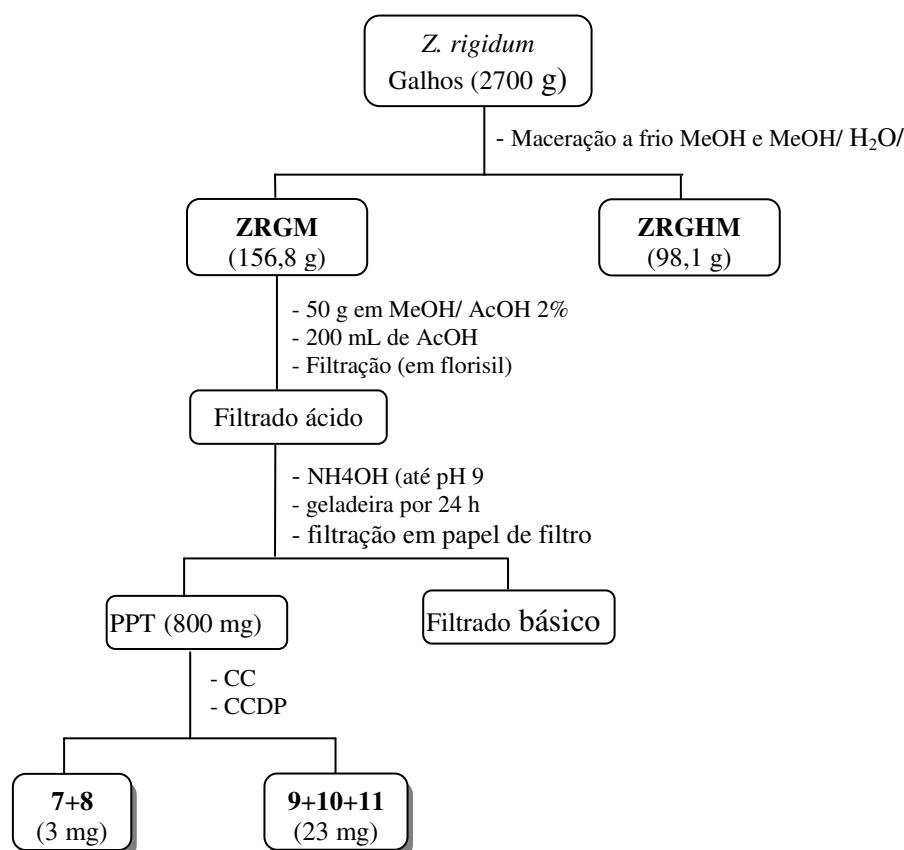 Z. rigidum
Galhos (2700 g)
- Maceração a frio MeOH e MeOH/ H₂O/
ZRGM
(156,8 g)
ZRGHM
(98,1 g)
- 50 g em MeOH/ AcOH 2%
- 200 mL de AcOH
- Filtração (em florisil)
Filtrado ácido
- NH4OH (até pH 9
- geladeira por 24 h
- filtração em papel de filtro
PPT (800 mg)
Filtrado básico
- CC
- CCDP
7+8
(3 mg)
9+10+11
(23 mg)